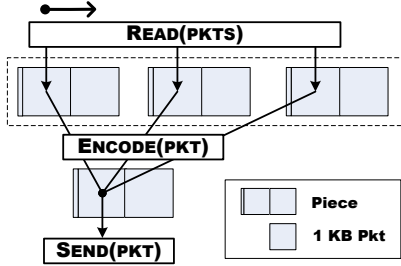 READ(PKTS)
ENCODE(PKT)
SEND(PKT)
Piece
1 KB Pkt